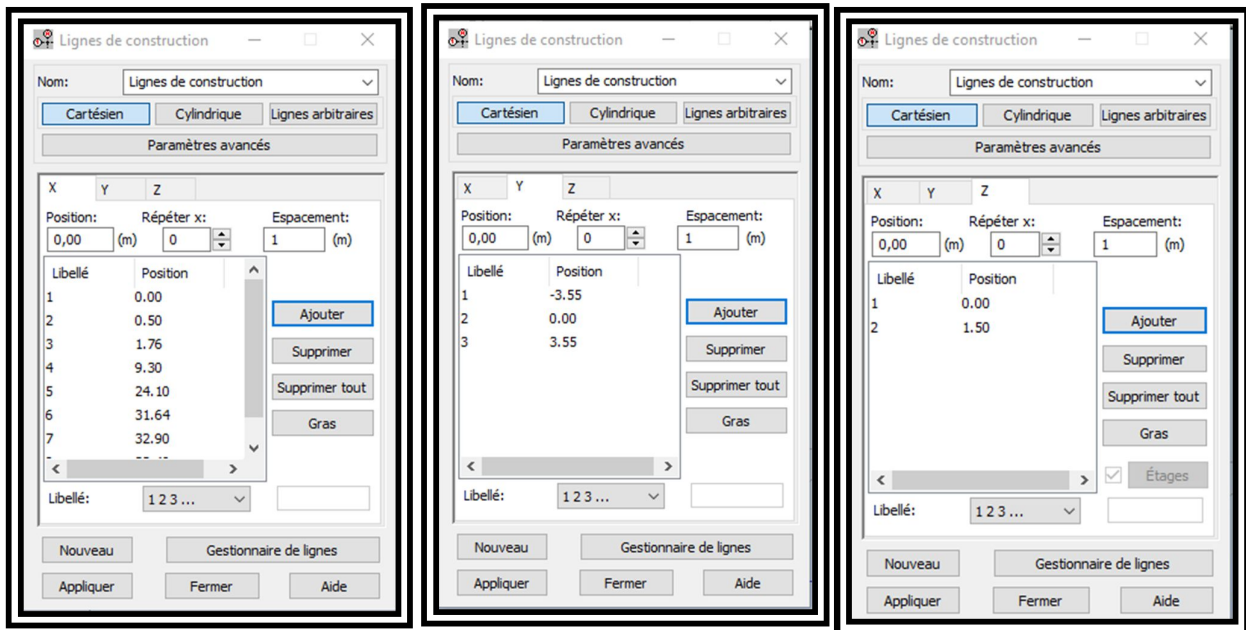 Lignes de construction
Nom: Lignes de construction
Cartésien Cylindrique Lignes arbitraires
Paramètres avancés
X Y Z
Position: Répéter x: Espacement:
0,00 (m) 0 1 (m)
Libellé Position
1 0.00
2 0.50
3 1.76
4 9.30
5 24.10
6 31.64
7 32.90
Ajouter
Supprimer
Supprimer tout
Gras
Libellé: 1 2 3 ...
Nouveau Gestionnaire de lignes
Appliquer Fermer Aide
Lignes de construction
Nom: Lignes de construction
Cartésien Cylindrique Lignes arbitraires
Paramètres avancés
X Y Z
Position: Répéter x: Espacement:
0,00 (m) 0 1 (m)
Libellé Position
1 -3.55
2 0.00
3 3.55
Ajouter
Supprimer
Supprimer tout
Gras
Libellé: 1 2 3 ...
Nouveau Gestionnaire de lignes
Appliquer Fermer Aide
Lignes de construction
Nom: Lignes de construction
Cartésien Cylindrique Lignes arbitraires
Paramètres avancés
X Y Z
Position: Répéter x: Espacement:
0,00 (m) 0 1 (m)
Libellé Position
1 0.00
2 1.50
Ajouter
Supprimer
Supprimer tout
Gras
Étages
Libellé: 1 2 3 ...
Nouveau Gestionnaire de lignes
Appliquer Fermer Aide